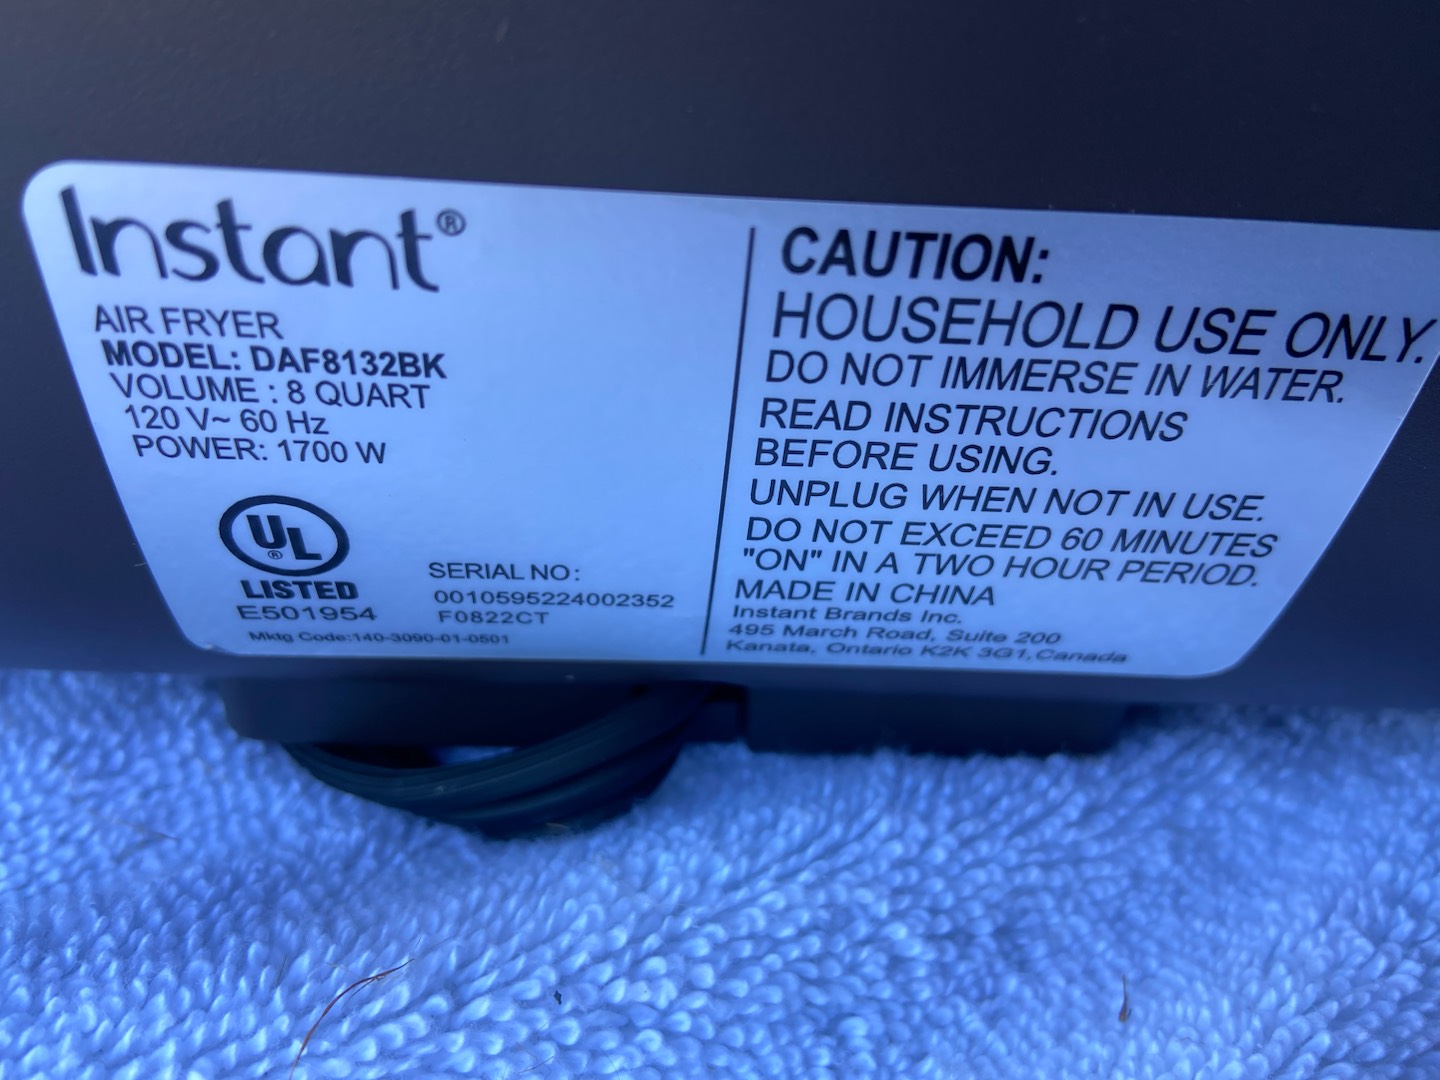 Instant®
AIR FRYER
MODEL: DAF8132BK
VOLUME : 8 QUART
120 V~ 60 Hz
POWER: 1700 W
UL ®
LISTED
E501954
SERIAL NO:
0010595224002352
F0822CT
Mktg Code:140-3090-01-0501
CAUTION:
HOUSEHOLD USE ONLY.
DO NOT IMMERSE IN WATER.
READ INSTRUCTIONS
BEFORE USING.
UNPLUG WHEN NOT IN USE.
DO NOT EXCEED 60 MINUTES
"ON" IN A TWO HOUR PERIOD.
MADE IN CHINA
Instant Brands Inc.
495 March Road, Suite 200
Kanata, Ontario K2K 3G1, Canada